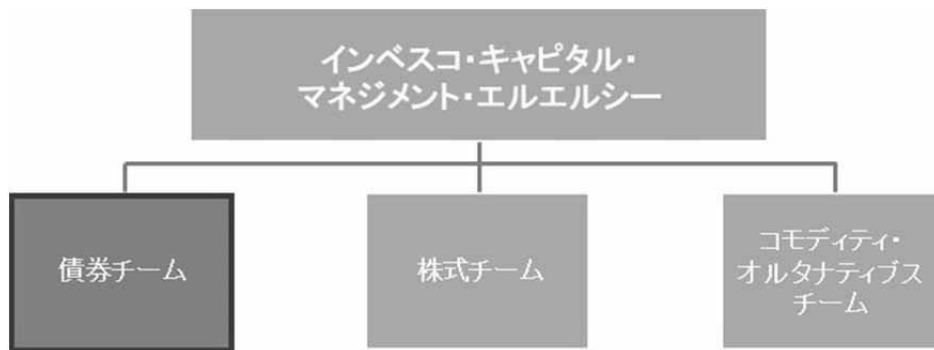 インベスコ・キャピタル・
マネジメント・エルエルシー
債券チーム
株式チーム
コモディティ・
オルタナティブス
チーム